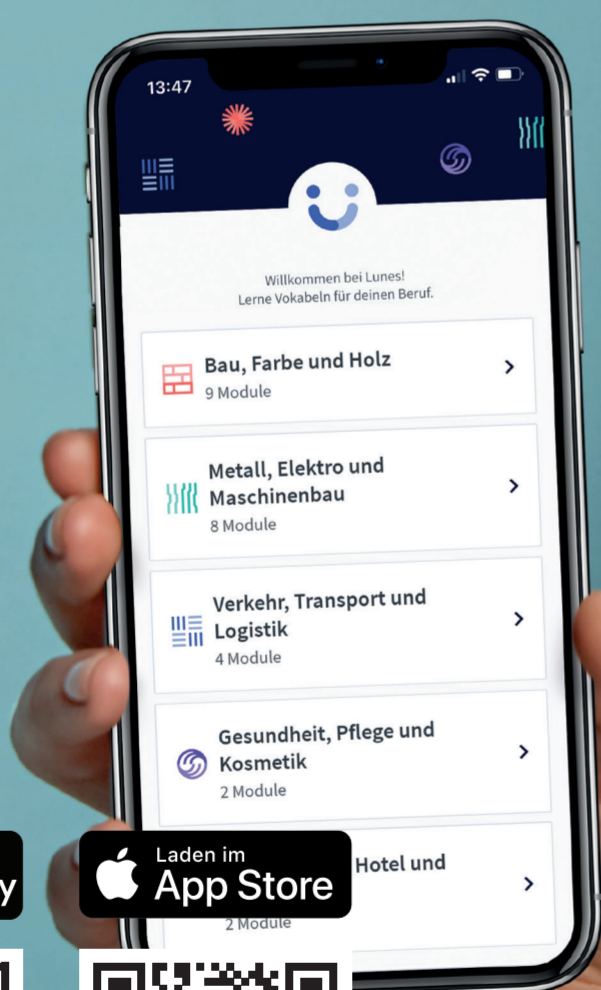 13:47
Willkommen bei Lunes!
Lerne Vokabeln für deinen Beruf.
Bau, Farbe und Holz
9 Module
Metall, Elektro und
Maschinenbau
8 Module
Verkehr, Transport und
Logistik
4 Module
Gesundheit, Pflege und
Kosmetik
2 Module
Hotel und
2 Module
Laden im
App Store